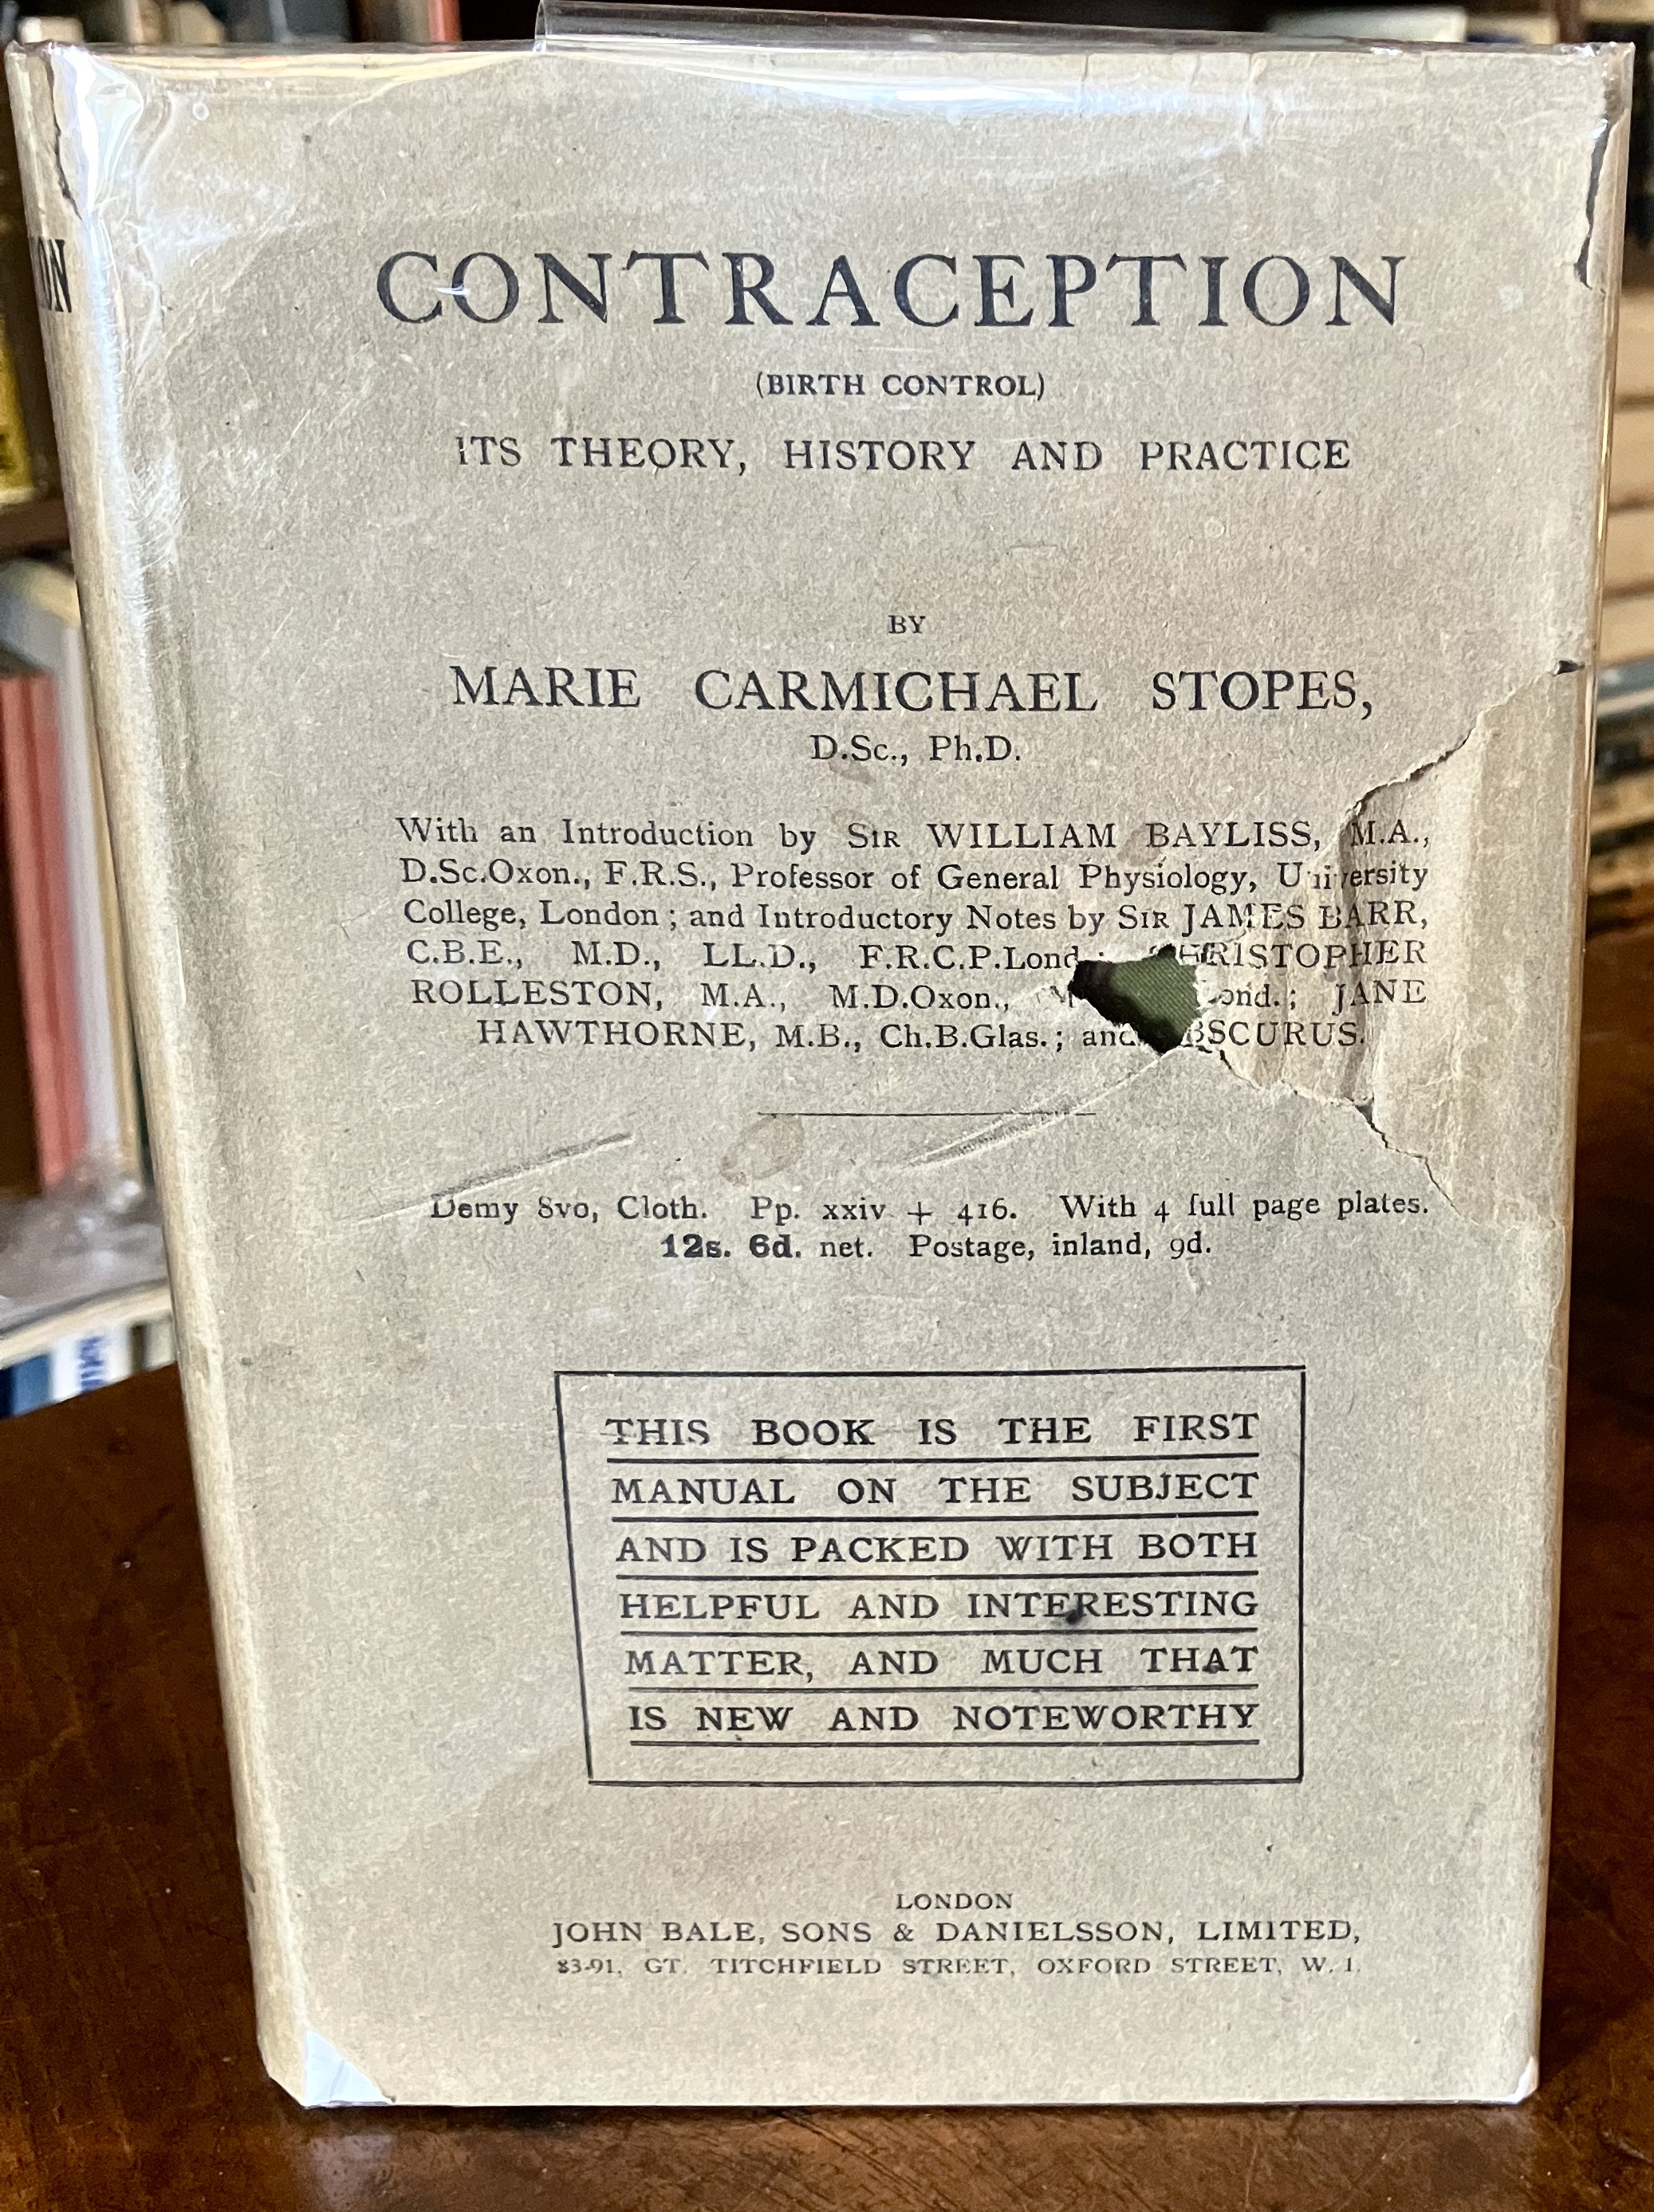 CONTRACEPTION
(BIRTH CONTROL)
ITS THEORY, HISTORY AND PRACTICE
BY
MARIE CARMICHAEL STOPES,
D.Sc., Ph.D.
With an Introduction by SIR WILLIAM BAYLISS, M.A.,
D.Sc.Oxon., F.R.S., Professor of General Physiology, University
College, London; and Introductory Notes by SIR JAMES BARR,
C.B.E., M.D., LL.D., F.R.C.P.Lond.; CHRISTOPHER
ROLLESTON, M.A., M.D.Oxon., JANE
HAWTHORNE, M.B., Ch.B.Glas.; and
Demy 8vo, Cloth. Pp. xxiv + 416. With 4 full page plates.
12s. 6d. net. Postage, inland, 9d.
THIS BOOK IS THE FIRST
MANUAL ON THE SUBJECT
AND IS PACKED WITH BOTH
HELPFUL AND INTERESTING
MATTER, AND MUCH THAT
IS NEW AND NOTEWORTHY
LONDON
JOHN BALE, SONS & DANIELSSON, LIMITED,
83-91, GT. TITCHFIELD STREET, OXFORD STREET, W. 1.